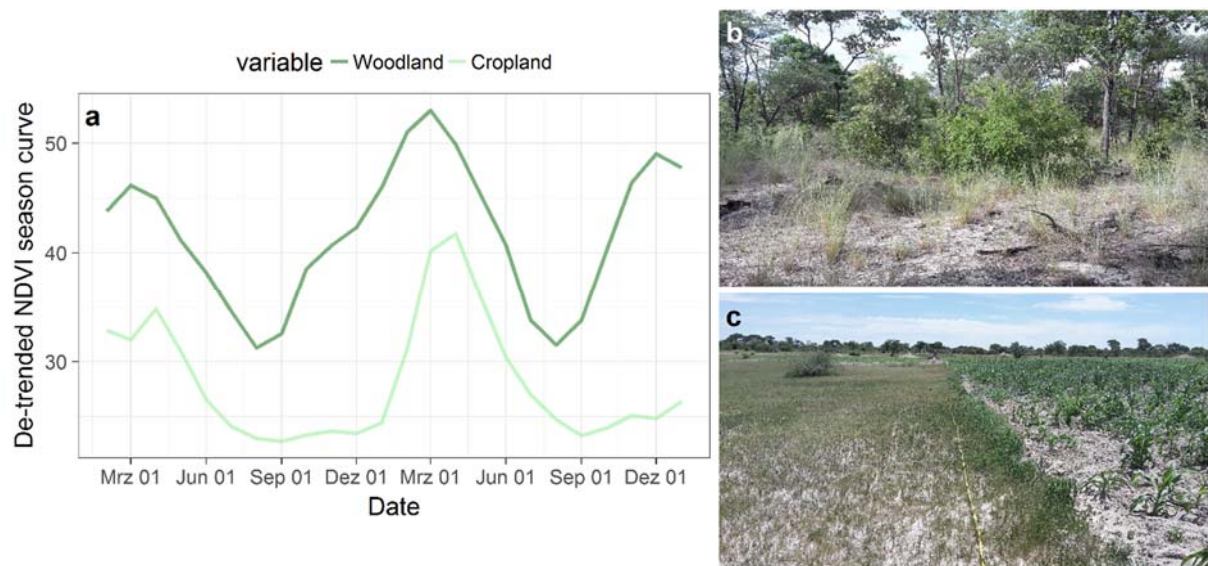 variable Woodland Cropland
a
De-trended NDVI season curve
50
40
30
Mrz 01 Jun 01 Sep 01 Dez 01 Mrz 01 Jun 01 Sep 01 Dez 01
Date
b
c